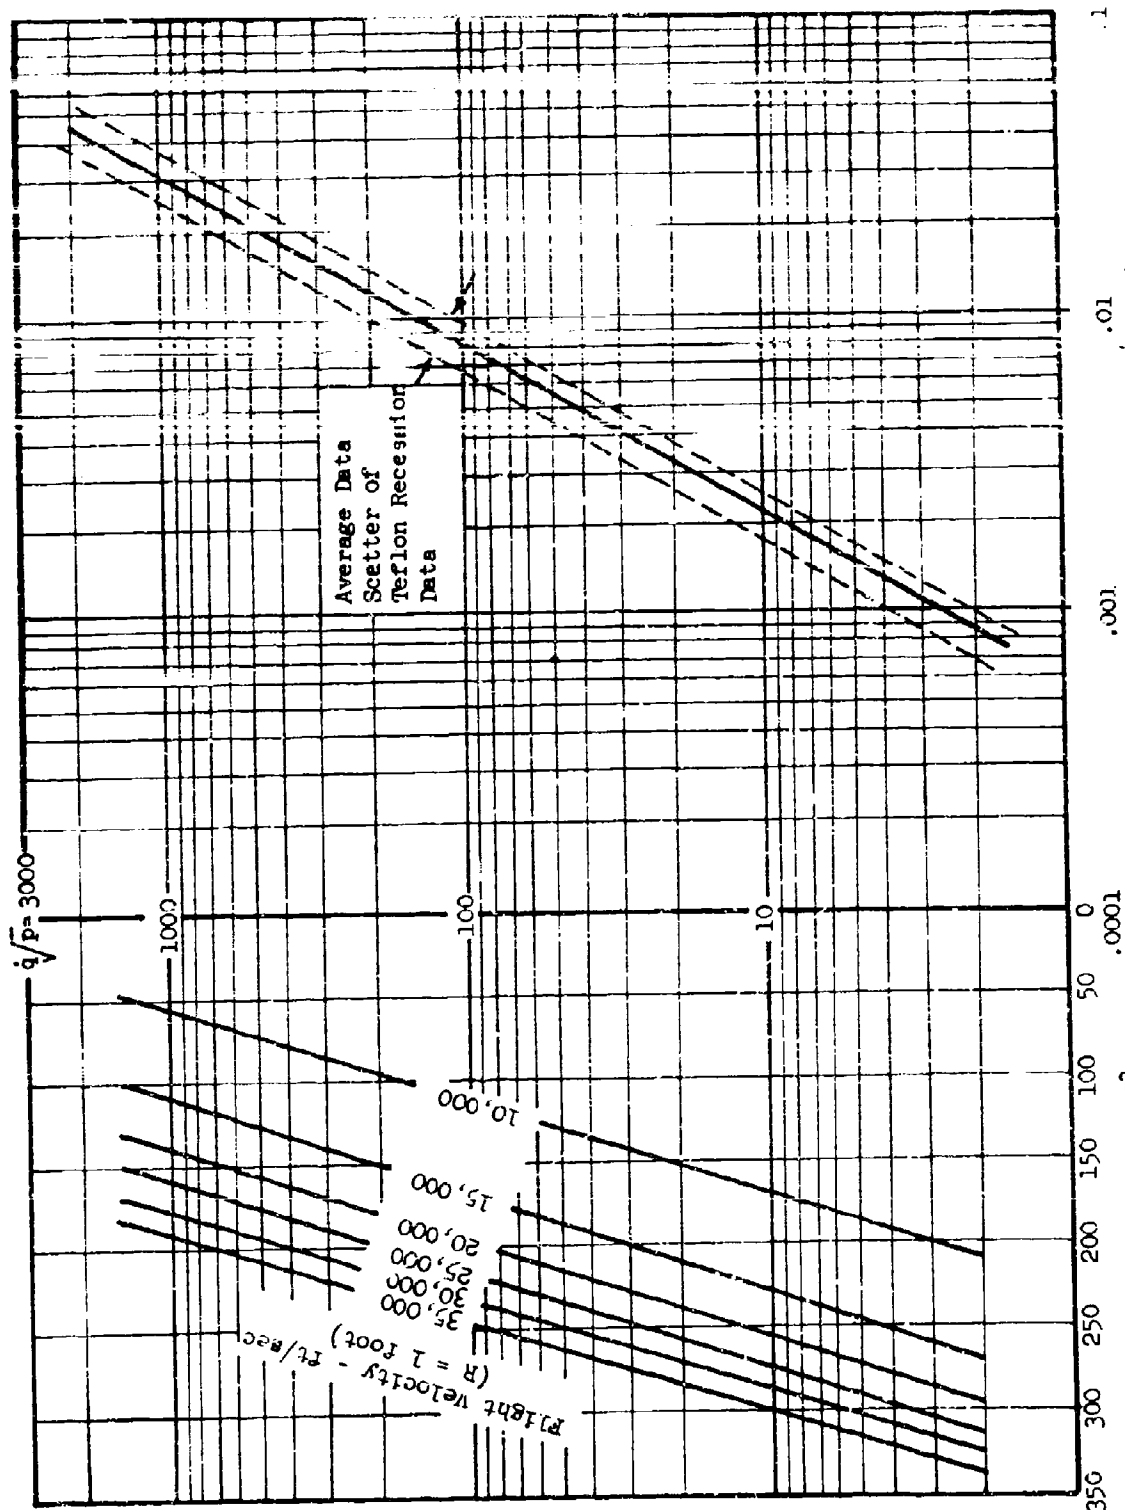 q̇√p = 3000
1000
100
10
Average Data
Scetter of
Teflon Recession
Data
10,000
15,000
20,000
25,000
30,000
35,000
(R = 1 foot)
Flight velocity - ft/sec
350 300 250 200 150 100 50 0
.0001 .001 .01 .1